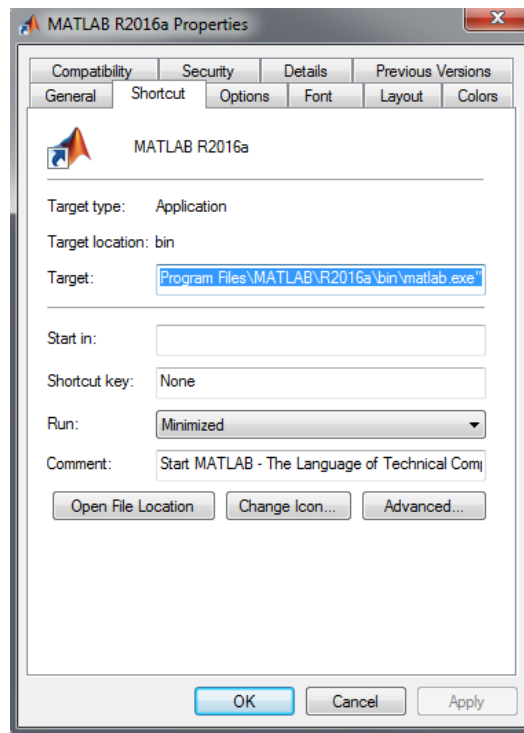 MATLAB R2016a Properties
Compatibility Security Details Previous Versions
General Shortcut Options Font Layout Colors
MATLAB R2016a
Target type: Application
Target location: bin
Target: Program Files\MATLAB\R2016a\bin\matlab.exe"
Start in:
Shortcut key: None
Run: Minimized
Comment: Start MATLAB - The Language of Technical Com
Open File Location Change Icon... Advanced...
OK Cancel Apply